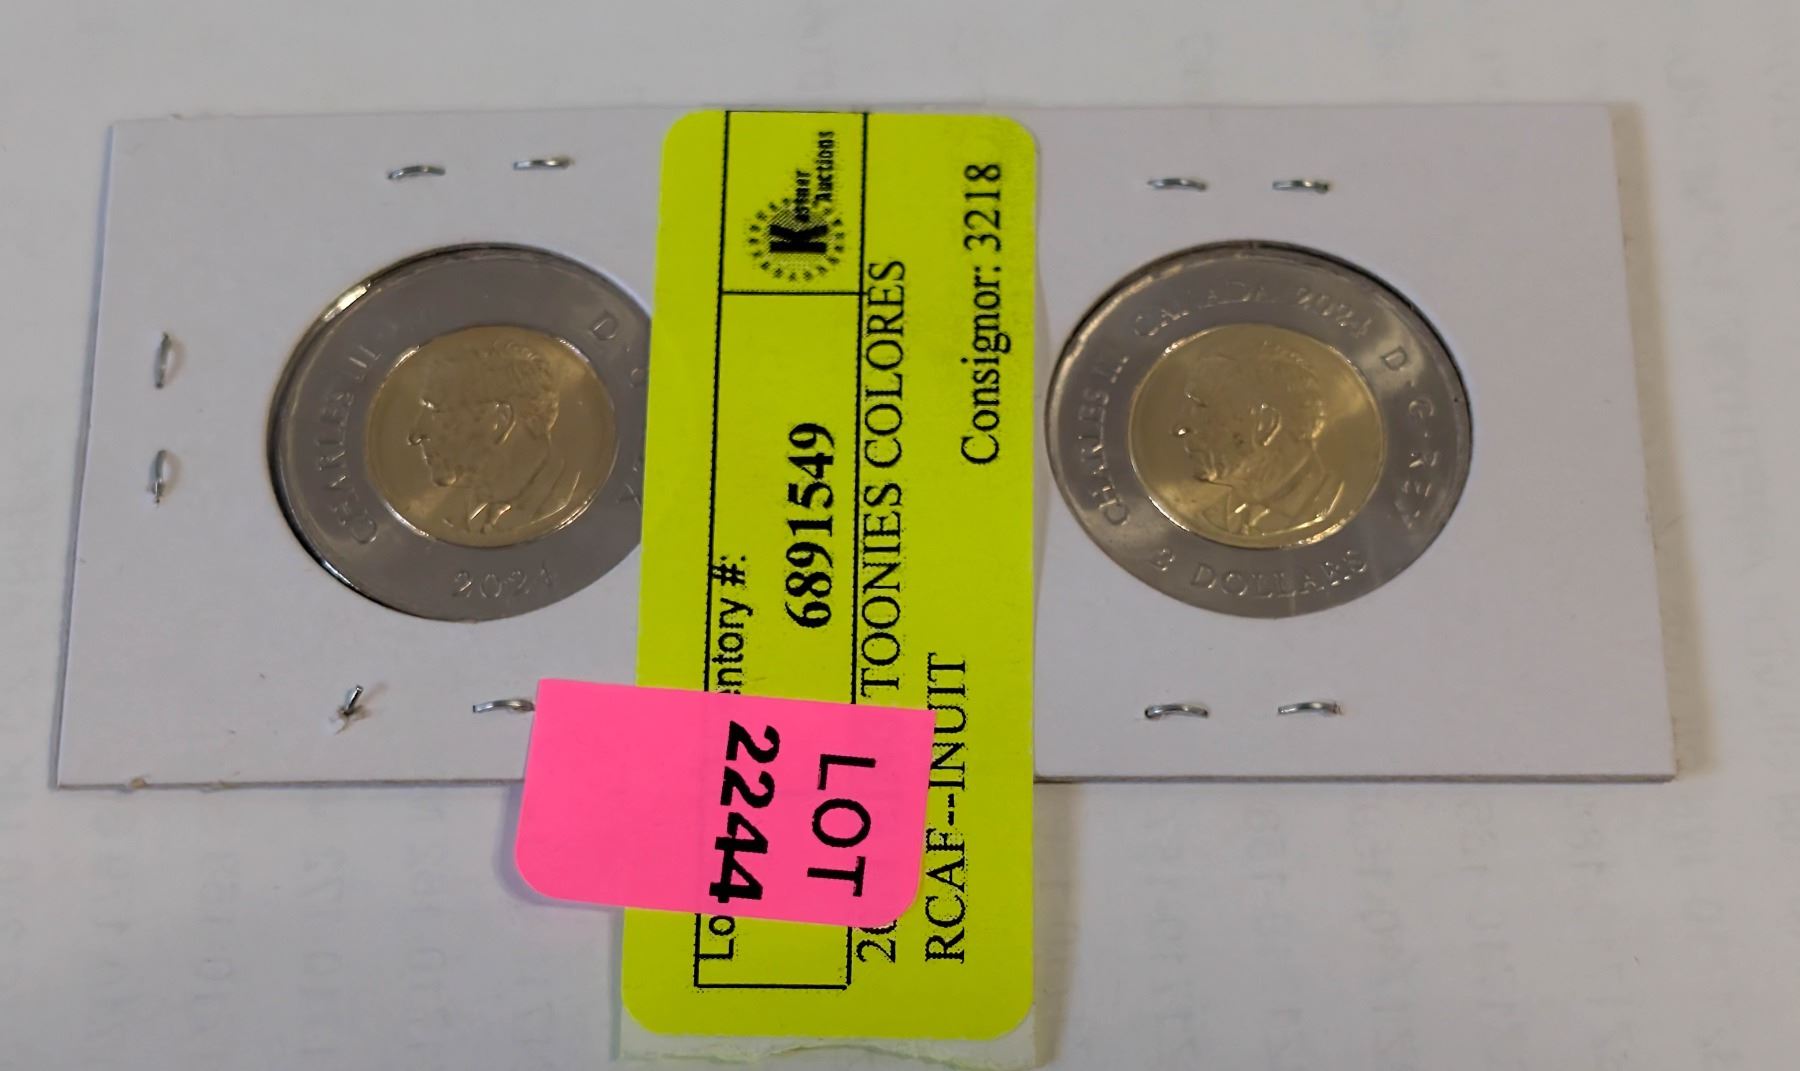 CHARLES III
D·G
2024
Kastner
Auctions
Inventory #:
6891549
TOONIES COLORES
RCAF--INUIT
Consignor: 3218
LOT
2244
CHARLES III CANADA 2024 D·G·REX
2 DOLLARS